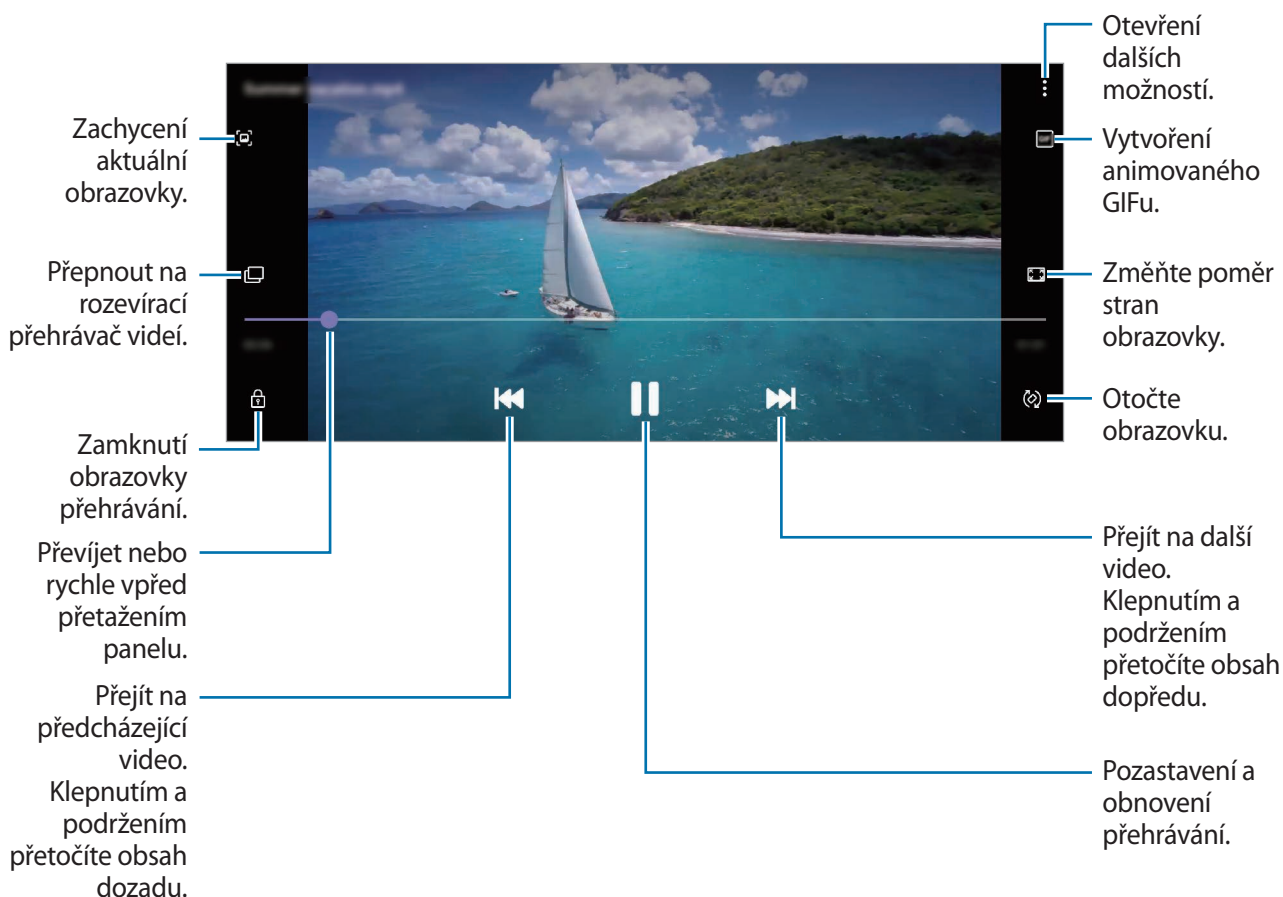 Otevření
dalších
možností.
Zachycení
aktuální
obrazovky.
Vytvoření
animovaného
GIFu.
Přepnout na
rozevírací
přehrávač videí.
Změňte poměr
stran
obrazovky.
Zamknutí
obrazovky
přehrávání.
Otočte
obrazovku.
Převíjet nebo
rychle vpřed
přetažením
panelu.
Přejít na další
video.
Klepnutím a
podržením
přetočíte obsah
dopředu.
Přejít na
předcházející
video.
Klepnutím a
podržením
přetočíte obsah
dozadu.
Pozastavení a
obnovení
přehrávání.